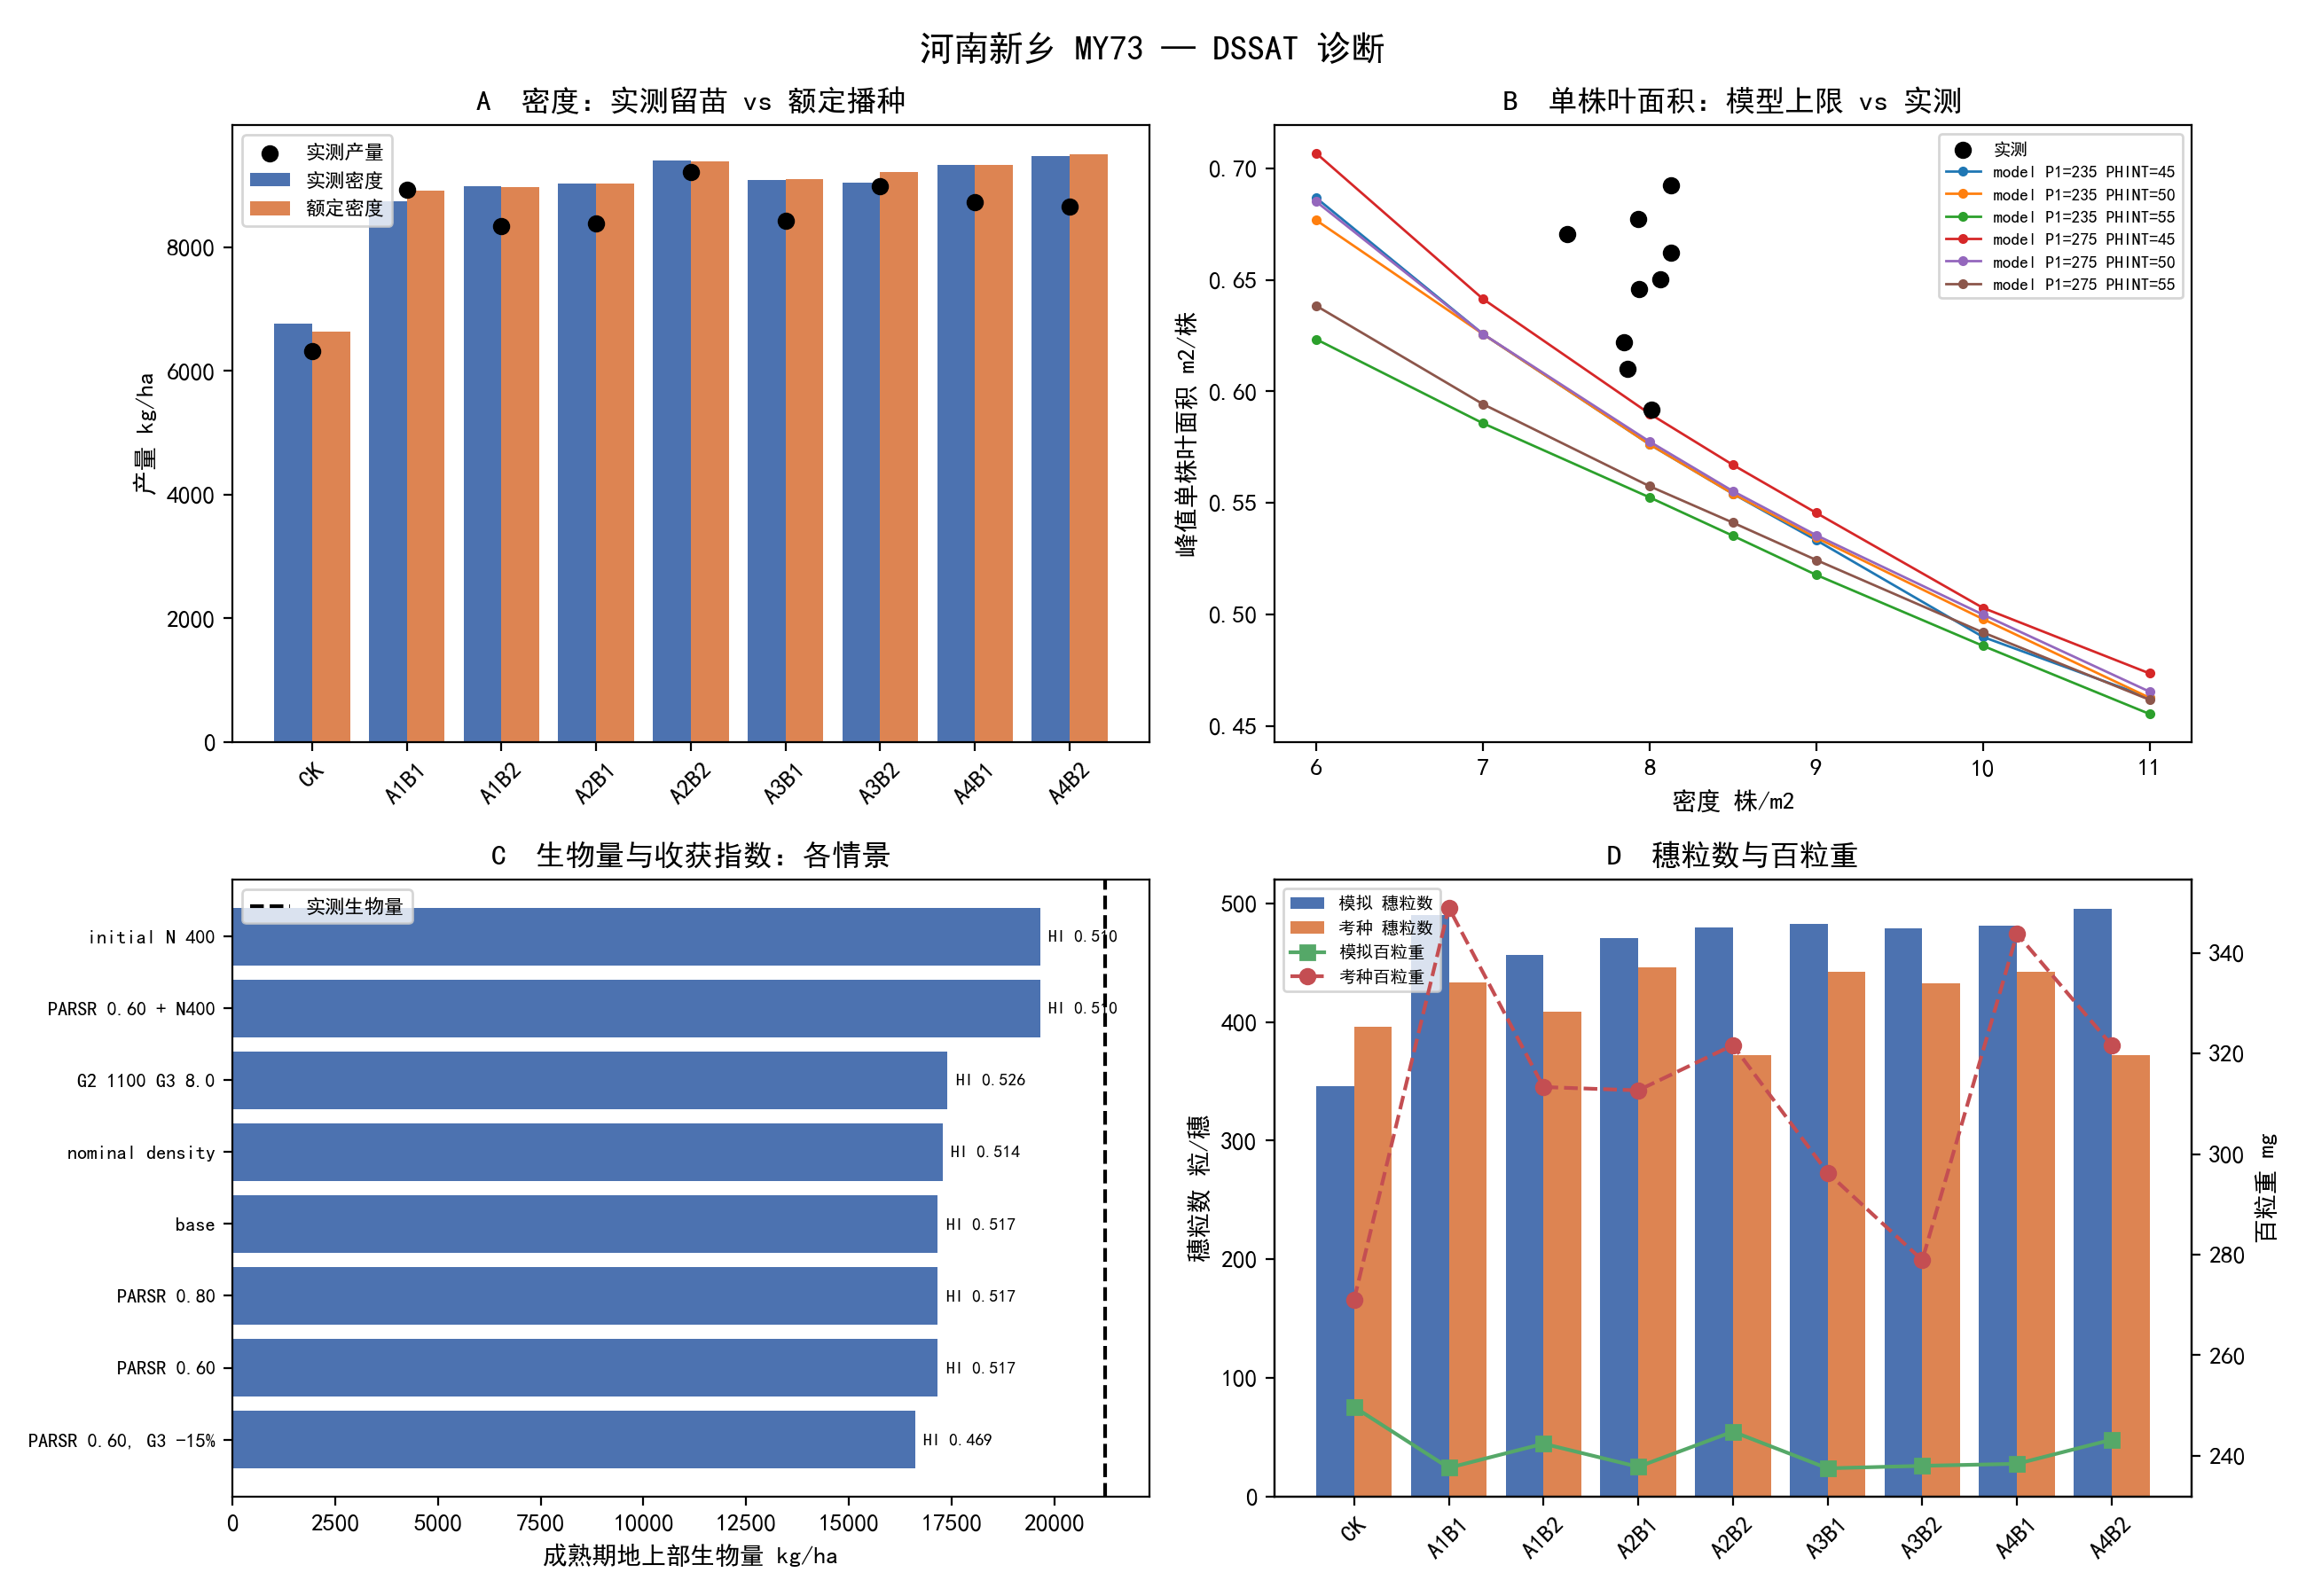 河南新乡 MY73 — DSSAT 诊断
A 密度：实测留苗 vs 额定播种
实测产量
实测密度
额定密度
产量 kg/ha
8000
6000
4000
2000
0
CK
A1B1
A1B2
A2B1
A2B2
A3B1
A3B2
A4B1
A4B2
B 单株叶面积：模型上限 vs 实测
实测
model P1=235 PHINT=45
model P1=235 PHINT=50
model P1=235 PHINT=55
model P1=275 PHINT=45
model P1=275 PHINT=50
model P1=275 PHINT=55
峰值单株叶面积 m2/株
0.70
0.65
0.60
0.55
0.50
0.45
6
7
8
9
10
11
密度 株/m2
C 生物量与收获指数：各情景
实测生物量
initial N 400
HI 0.510
PARSR 0.60 + N400
HI 0.510
G2 1100 G3 8.0
HI 0.526
nominal density
HI 0.514
base
HI 0.517
PARSR 0.80
HI 0.517
PARSR 0.60
HI 0.517
PARSR 0.60, G3 −15%
HI 0.469
0
2500
5000
7500
10000
12500
15000
17500
20000
成熟期地上部生物量 kg/ha
D 穗粒数与百粒重
模拟 穗粒数
考种 穗粒数
模拟百粒重
考种百粒重
穗粒数 粒/穗
500
400
300
200
100
0
340
320
300
280
260
240
百粒重 mg
CK
A1B1
A1B2
A2B1
A2B2
A3B1
A3B2
A4B1
A4B2